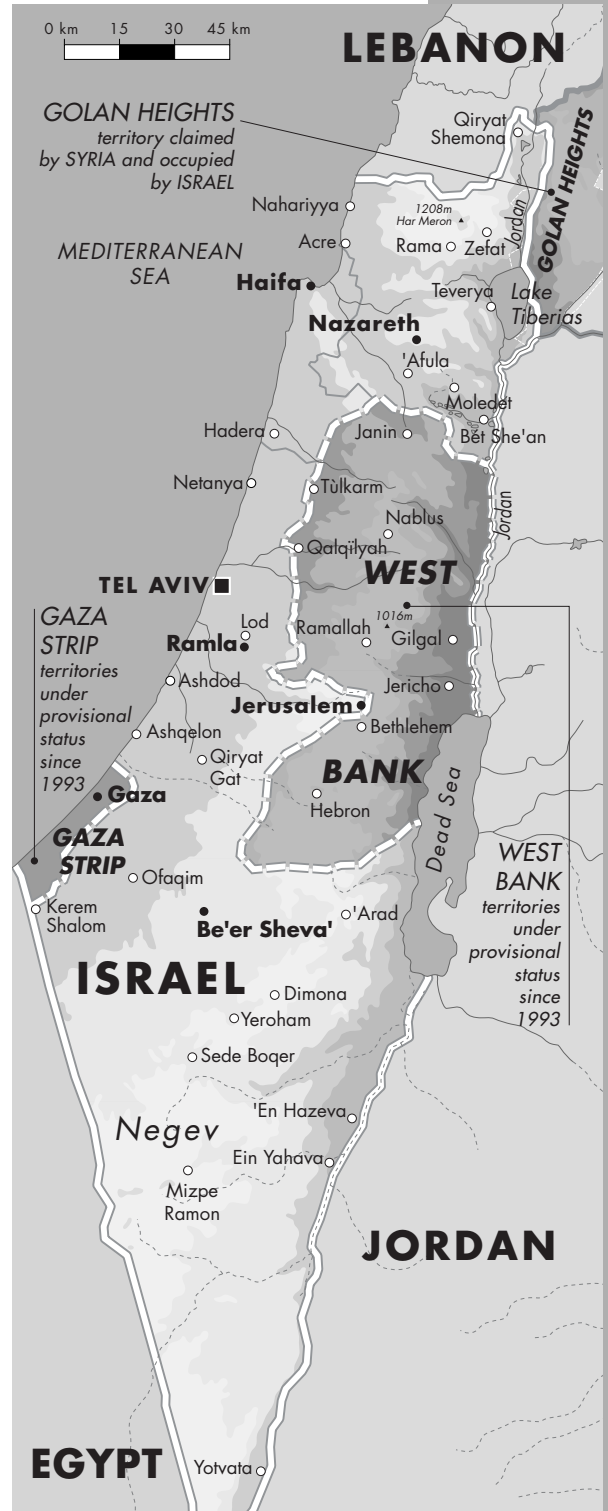 0 km 15 30 45 km
LEBANON
GOLAN HEIGHTS
territory claimed
by SYRIA and occupied
by ISRAEL
Qiryat
Shemona
GOLAN HEIGHTS
Jordan
Nahariyya
1208m
Har Meron
Acre
Rama
Zefat
MEDITERRANEAN
SEA
Haifa
Teverya
Lake
Tiberias
Nazareth
'Afula
Moledet
Hadera
Janin
Bét She'an
Netanya
Tùlkarm
Jordan
Nablus
Qalqïlyah
WEST
TEL AVIV
GAZA
STRIP
territories
under
provisional
status
since
1993
Lod
Ramallah
1016m
Gilgal
Ramla
Ashdod
Jericho
Jerusalem
Ashqelon
Bethlehem
Qiryat
Gat
BANK
Gaza
Hebron
Dead Sea
GAZA
STRIP
WEST
BANK
territories
under
provisional
status
since
1993
Ofaqim
Kerem
Shalom
'Arad
Be'er Sheva'
ISRAEL
Dimona
Yeroham
Sede Boqer
'En Hazeva
Negev
Ein Yahava
Mizpe
Ramon
JORDAN
EGYPT
Yotvata